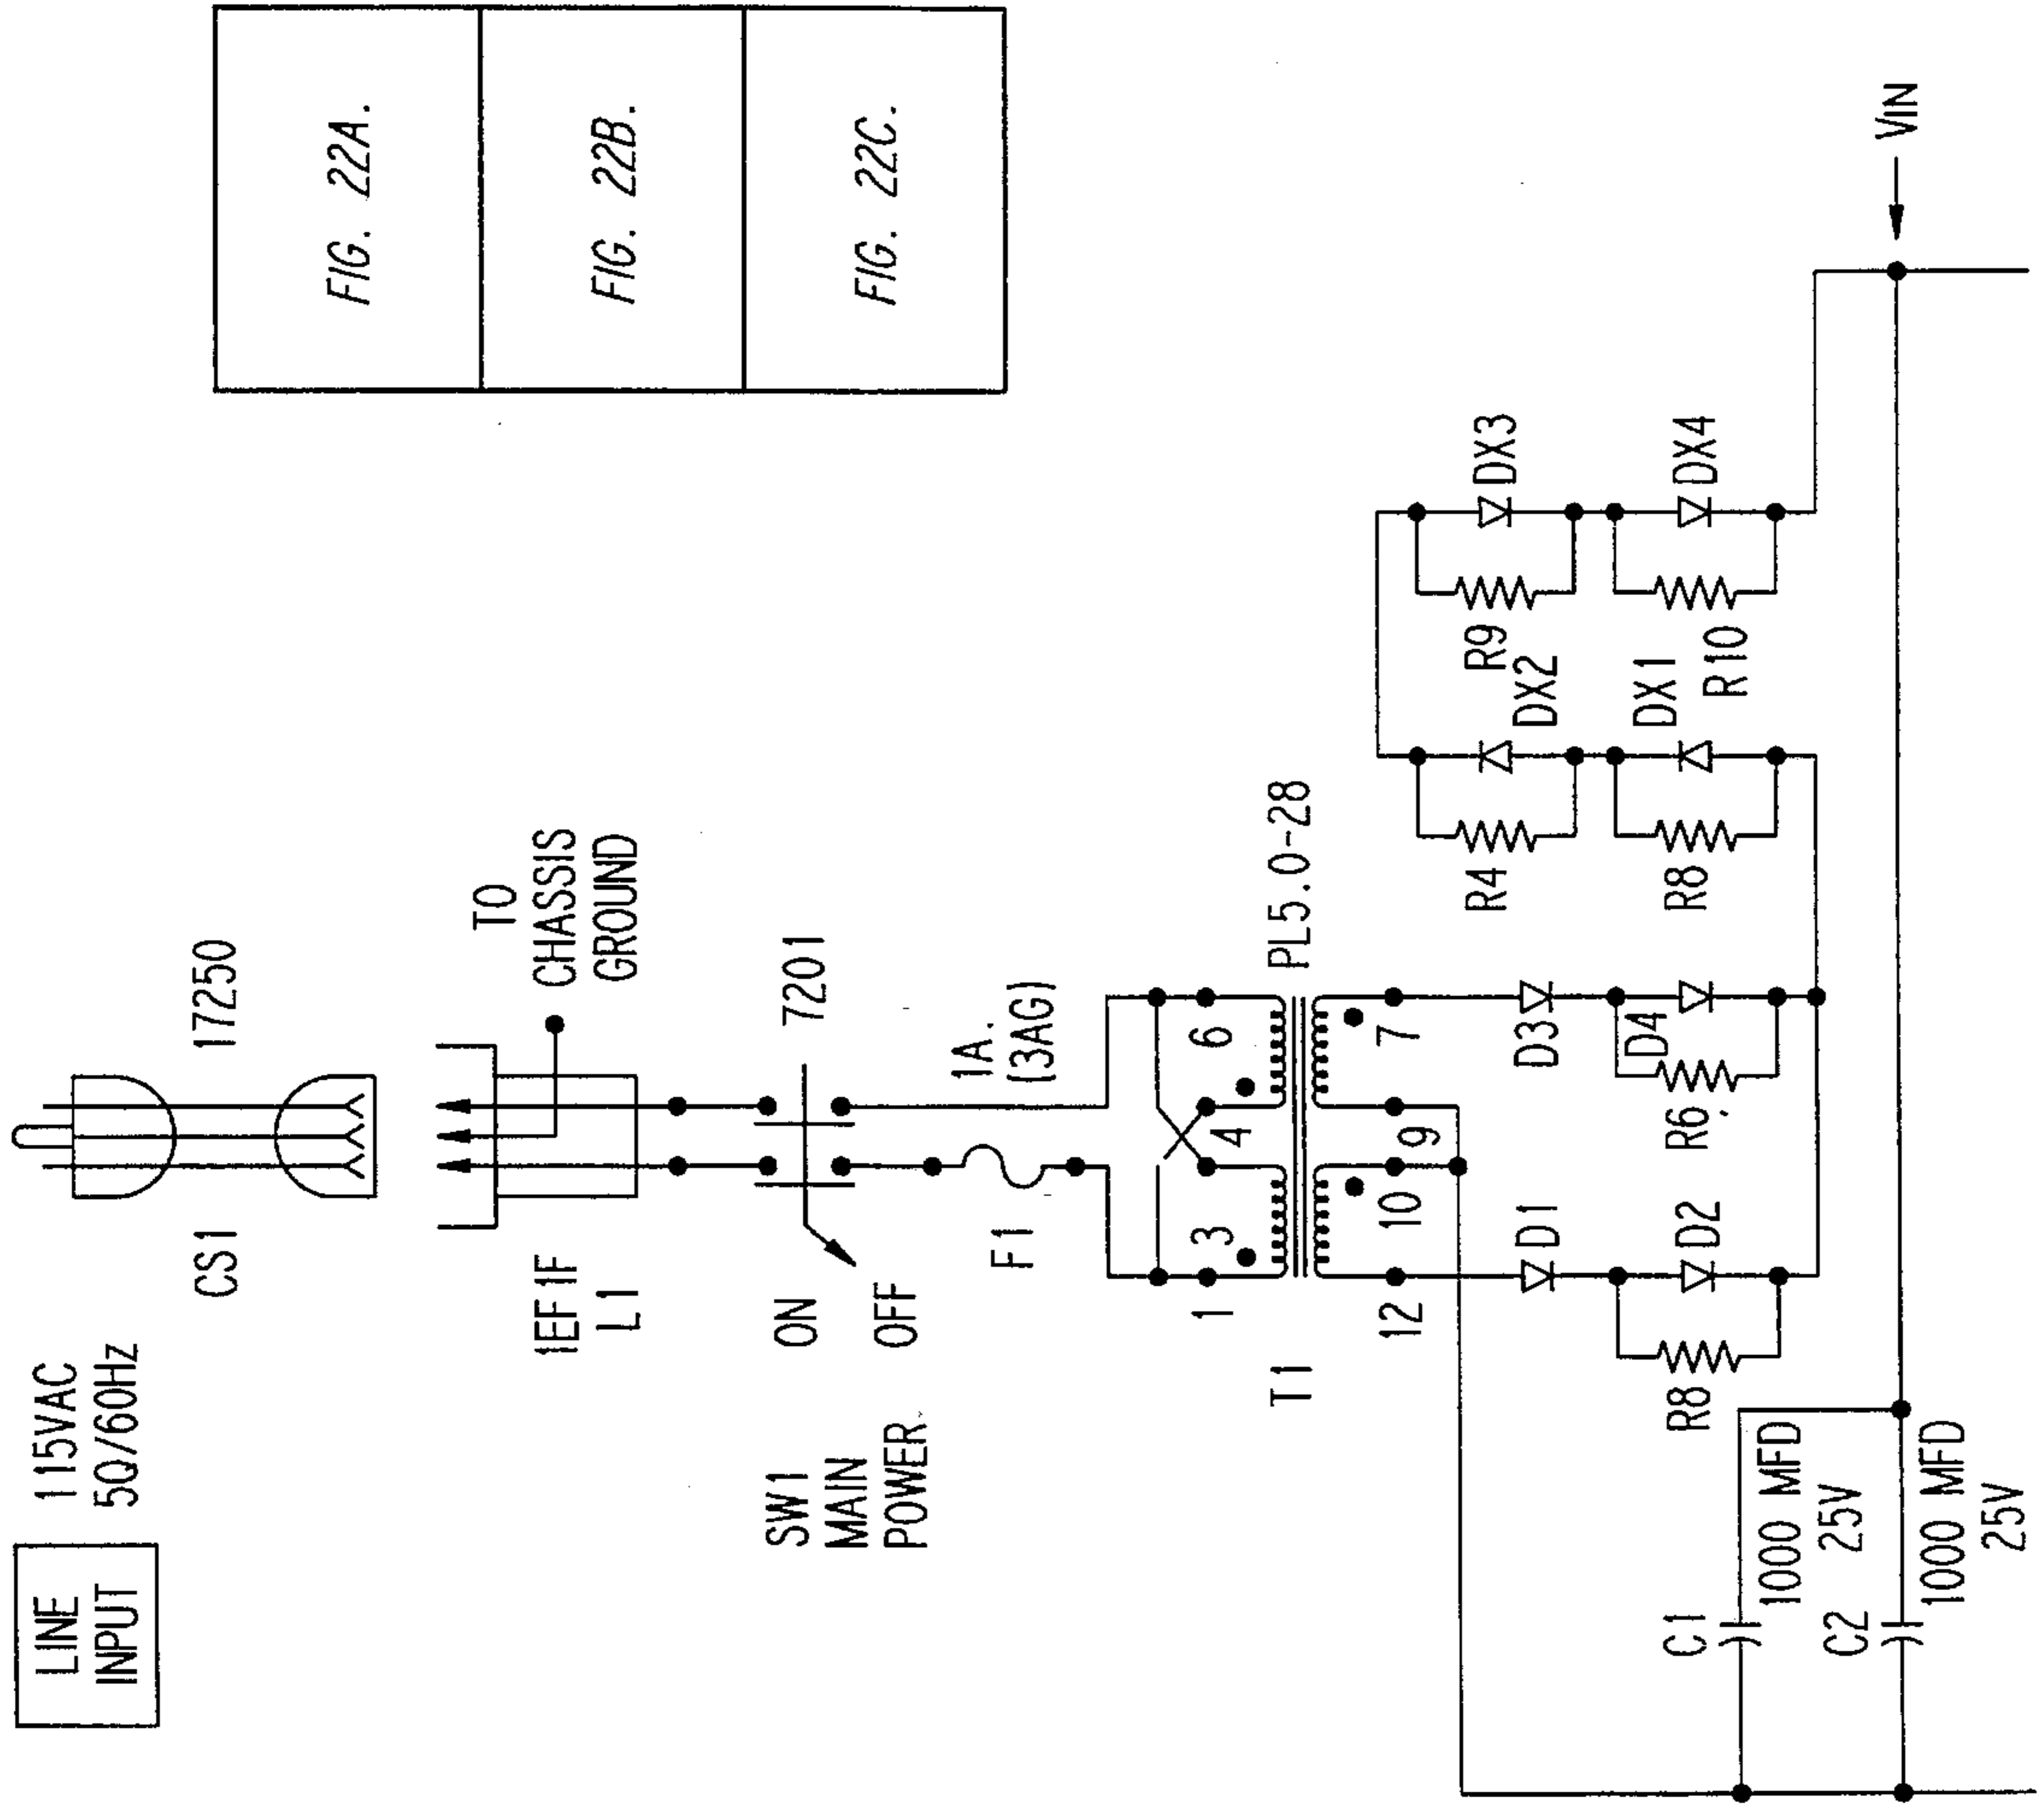 LINE
INPUT
115VAC
5Q/60Hz
CS1
17250
1EF1F
L1
TO
CHASSIS
GROUND
SW1
MAIN
POWER
ON
OFF
7201
F1
1A.
(3AG)
1
3
4
6
T1
PL5.0-28
12
10
9
7
D1
D2
R8
D3
D4
R6
R4
R8
DX2
DX1
R9
R10
DX3
DX4
C1
1000 MFD
25V
C2
1000 MFD
25V
VIN
FIG. 22A.
FIG. 22B.
FIG. 22C.